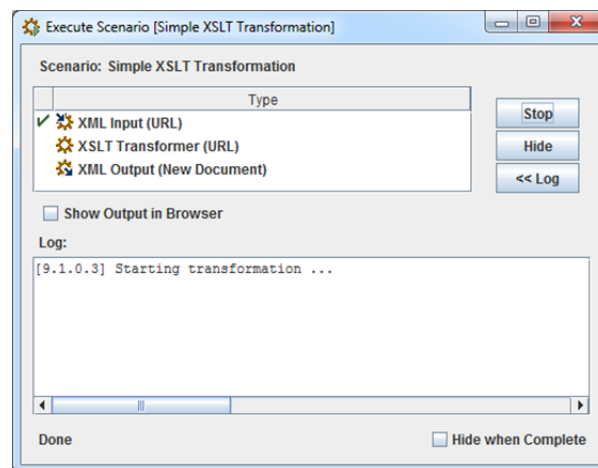 Execute Scenario [Simple XSLT Transformation]
Scenario: Simple XSLT Transformation
Type
XML Input (URL)
XSLT Transformer (URL)
XML Output (New Document)
Stop
Hide
<< Log
Show Output in Browser
Log:
[9.1.0.3] Starting transformation ...
Done
Hide when Complete